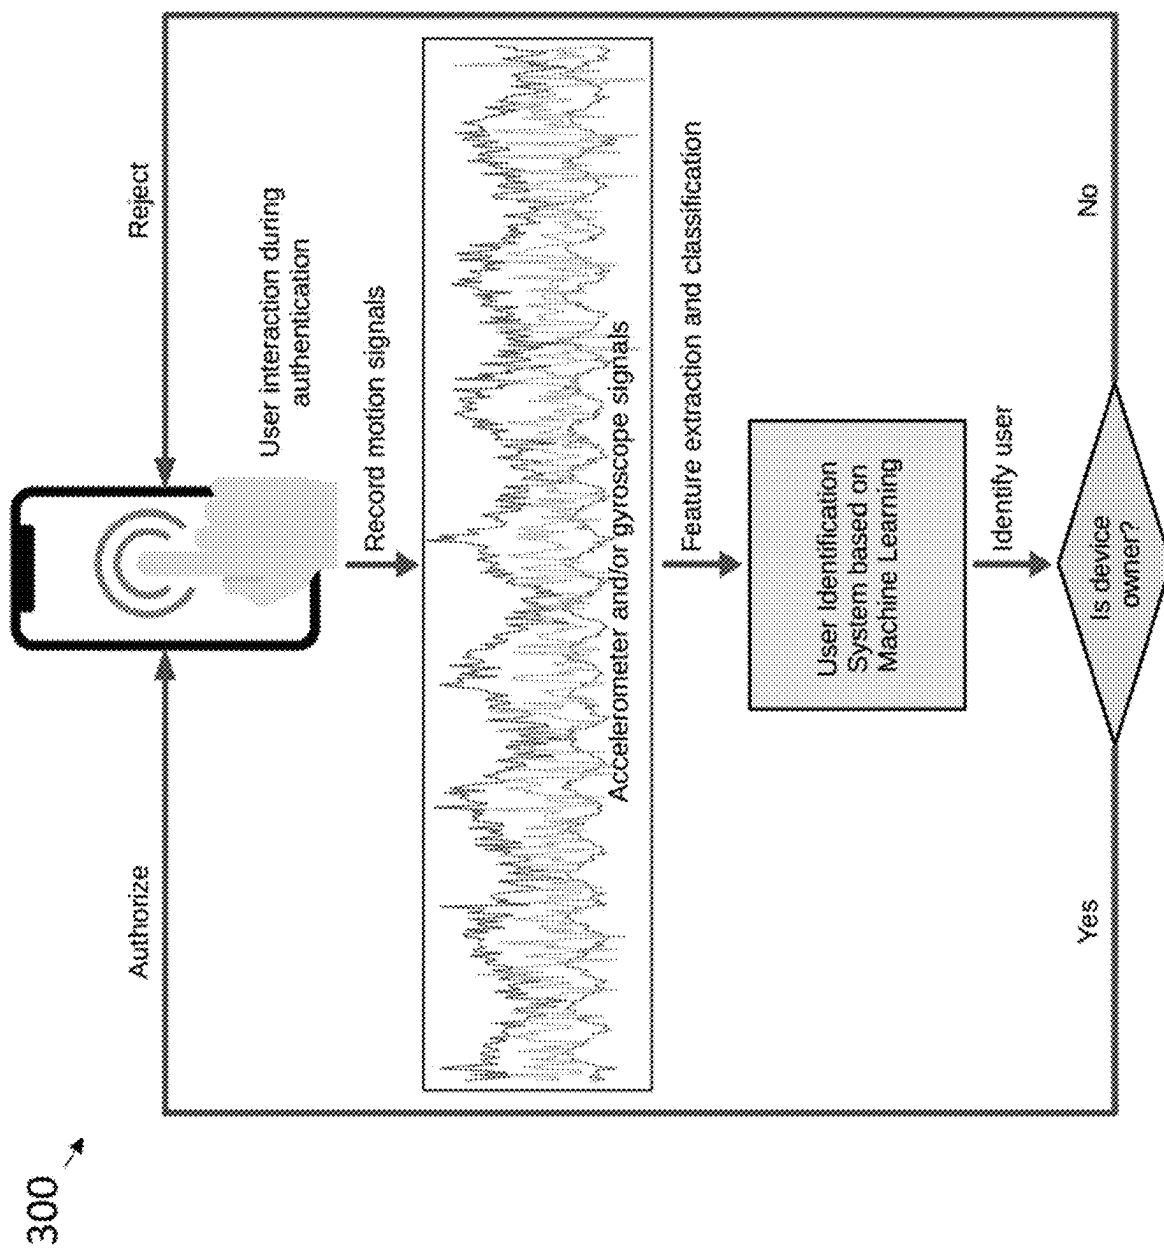 300
Authorize
Reject
User interaction during
authentication
Record motion signals
Accelerometer and/or gyroscope signals
Feature extraction and classification
User Identification
System based on
Machine Learning
Identify user
Is device
owner?
Yes
No